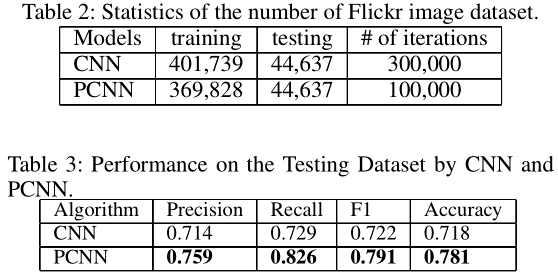 Table 2: Statistics of the number of Flickr image dataset.
Models training testing # of iterations
CNN 401,739 44,637 300,000
PCNN 369,828 44,637 100,000
Table 3: Performance on the Testing Dataset by CNN and
PCNN.
Algorithm Precision Recall F1 Accuracy
CNN 0.714 0.729 0.722 0.718
PCNN 0.759 0.826 0.791 0.781